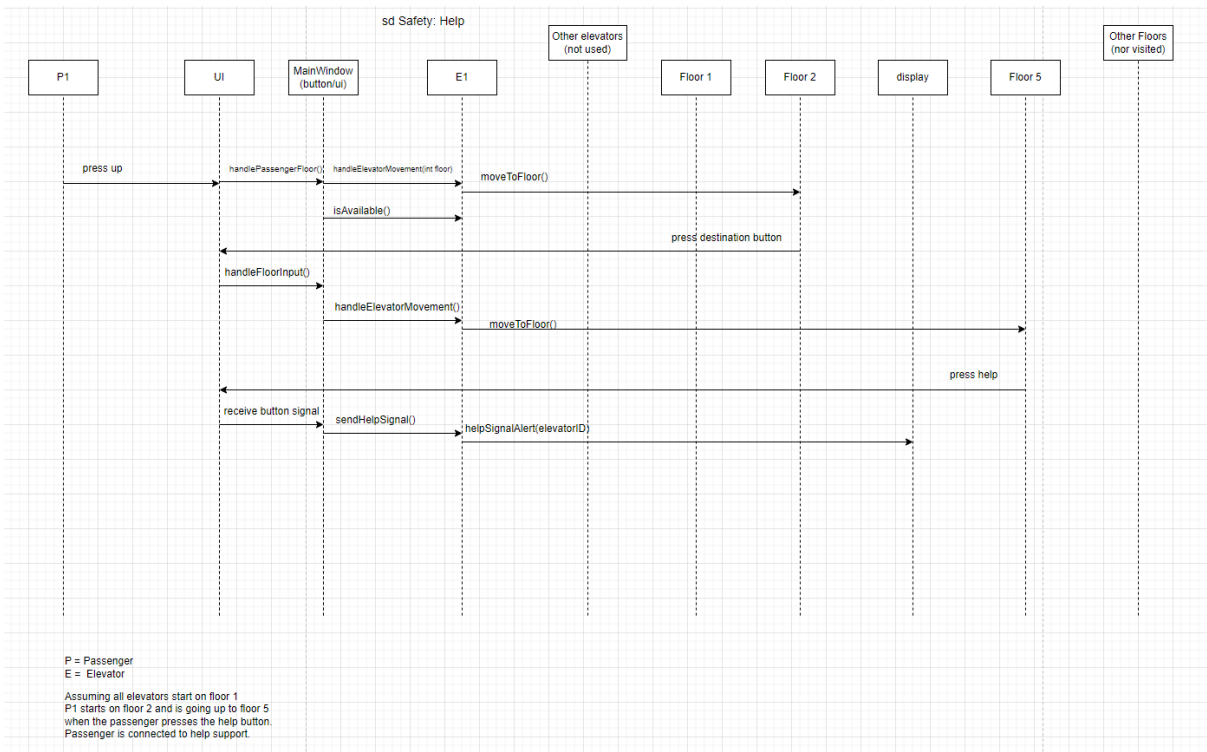 sd Safety: Help
Other elevators
(not used)
Other Floors
(nor visited)
P1
UI
MainWindow
(button/ui)
E1
Floor 1
Floor 2
display
Floor 5
press up
handlePassengerFloor()
handleElevatorMovement(int floor)
moveToFloor()
isAvailable()
press destination button
handleFloorInput()
handleElevatorMovement()
moveToFloor()
press help
receive button signal
sendHelpSignal()
helpSignalAlert(elevatorID)
P = Passenger
E = Elevator
Assuming all elevators start on floor 1
P1 starts on floor 2 and is going up to floor 5
when the passenger presses the help button.
Passenger is connected to help support.